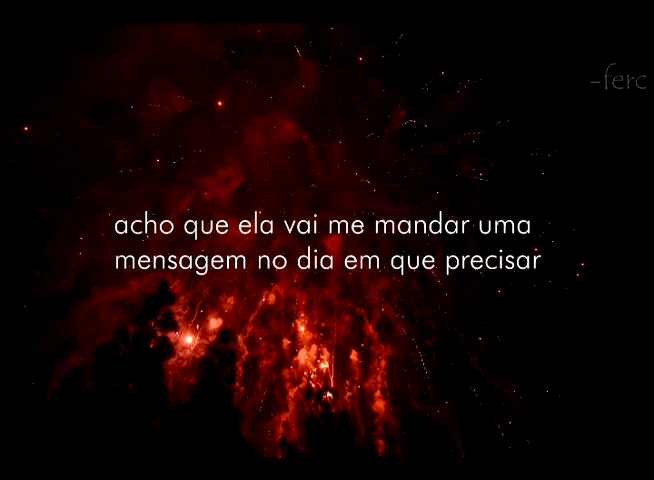 -ferc
acho que ela vai me mandar uma
mensagem no dia em que precisar